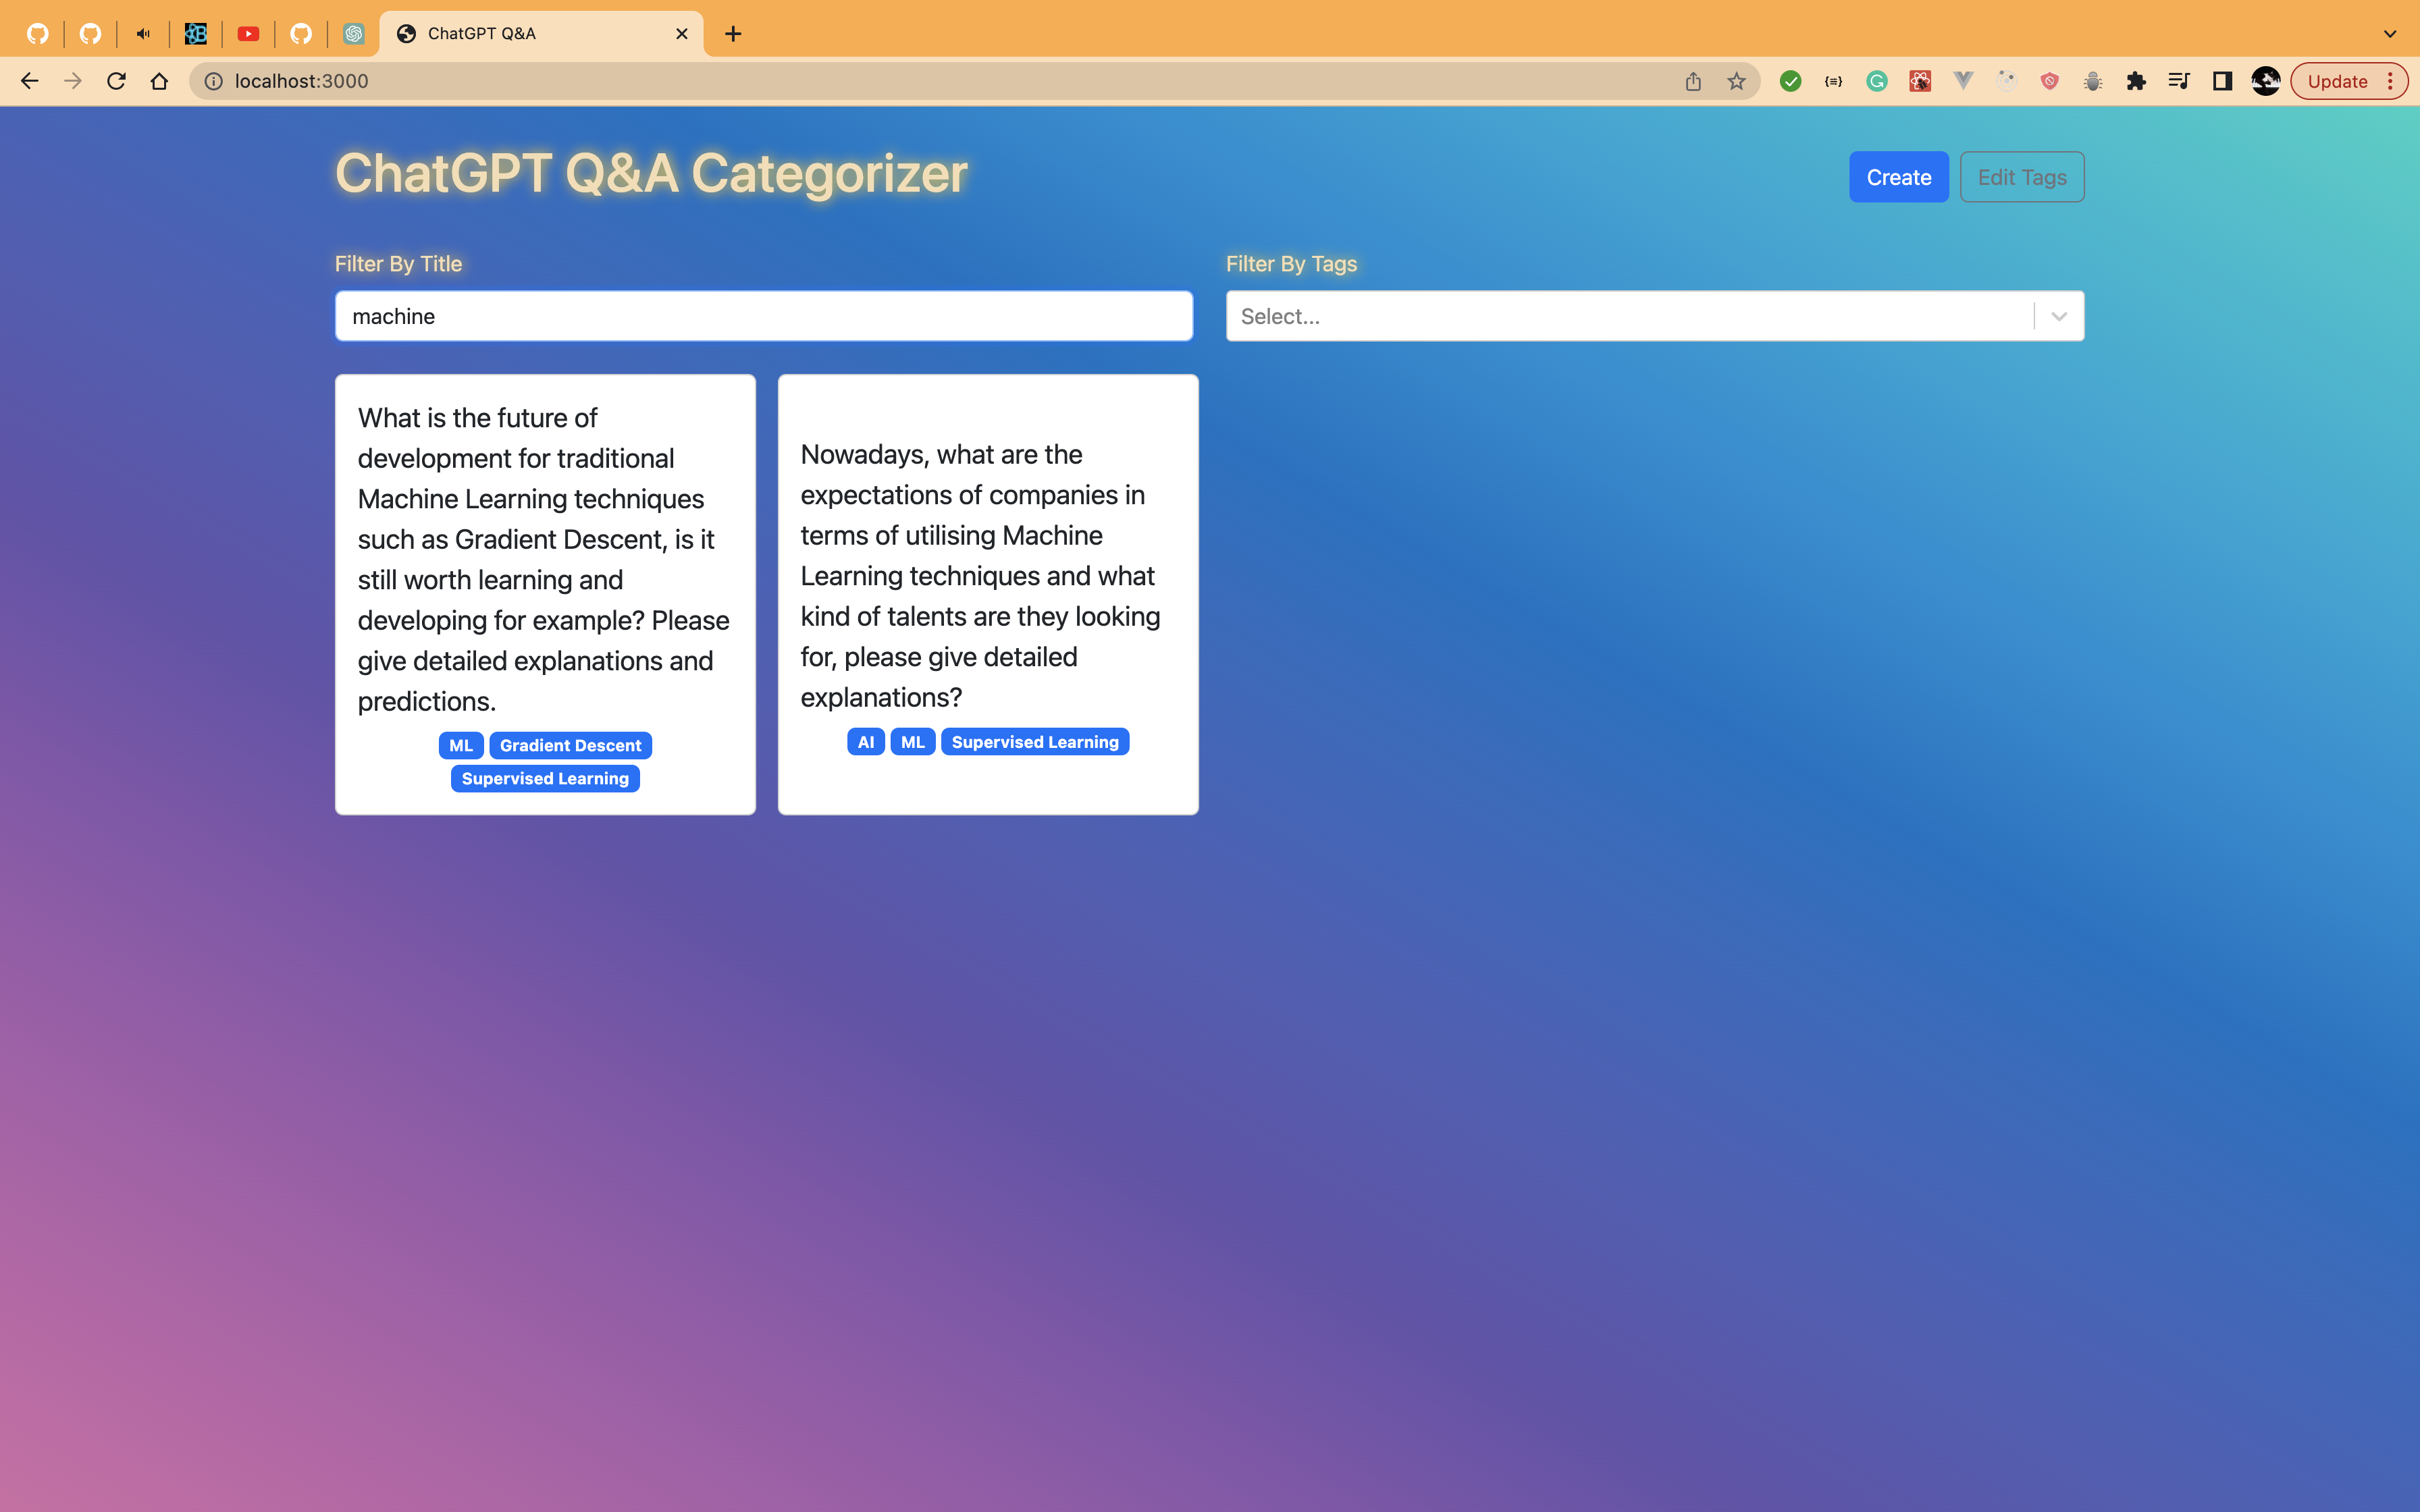 ChatGPT Q&A
localhost:3000
Update
ChatGPT Q&A Categorizer
Create
Edit Tags
Filter By Title
Filter By Tags
machine
Select...
What is the future of
development for traditional
Machine Learning techniques
such as Gradient Descent, is it
still worth learning and
developing for example? Please
give detailed explanations and
predictions.
ML
Gradient Descent
Supervised Learning
Nowadays, what are the
expectations of companies in
terms of utilising Machine
Learning techniques and what
kind of talents are they looking
for, please give detailed
explanations?
AI
ML
Supervised Learning